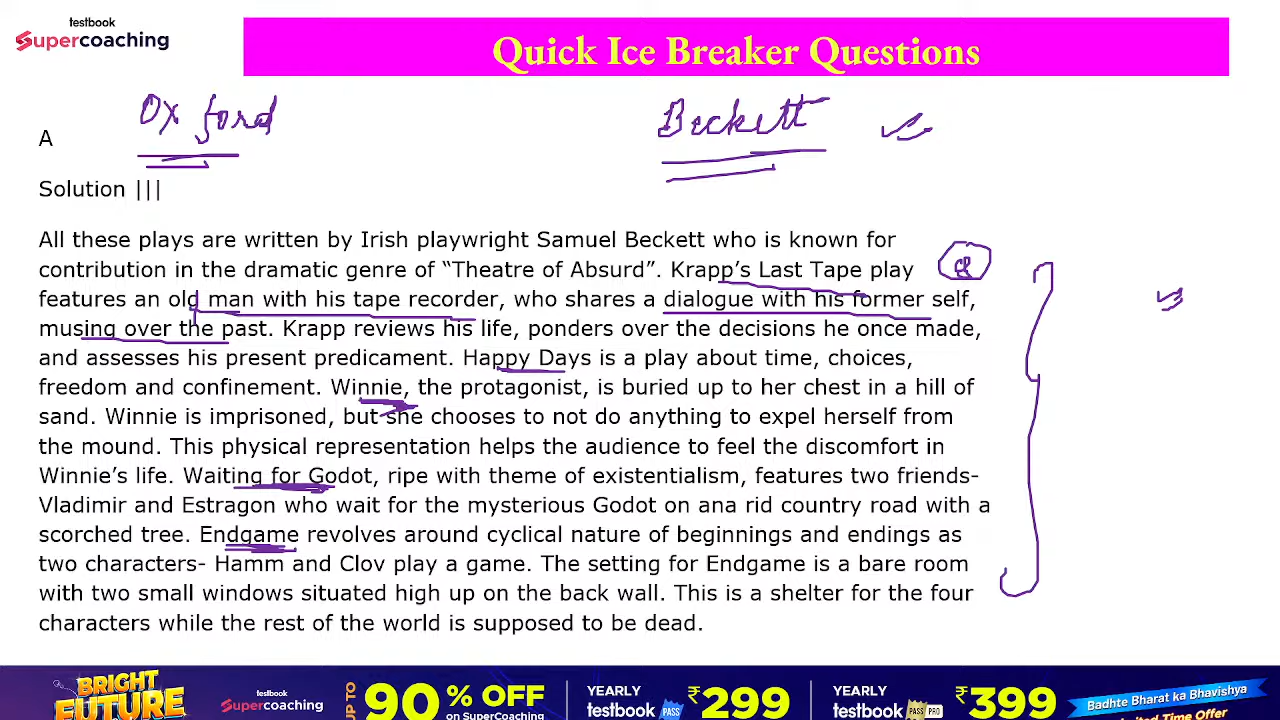 testbook
Supercoaching
Quick Ice Breaker Questions
Oxford
Beckett
A
Solution |||
All these plays are written by Irish playwright Samuel Beckett who is known for
contribution in the dramatic genre of “Theatre of Absurd”. Krapp’s Last Tape play
features an old man with his tape recorder, who shares a dialogue with his former self,
musing over the past. Krapp reviews his life, ponders over the decisions he once made,
and assesses his present predicament. Happy Days is a play about time, choices,
freedom and confinement. Winnie, the protagonist, is buried up to her chest in a hill of
sand. Winnie is imprisoned, but she chooses to not do anything to expel herself from
the mound. This physical representation helps the audience to feel the discomfort in
Winnie’s life. Waiting for Godot, ripe with theme of existentialism, features two friends-
Vladimir and Estragon who wait for the mysterious Godot on ana rid country road with a
scorched tree. Endgame revolves around cyclical nature of beginnings and endings as
two characters- Hamm and Clov play a game. The setting for Endgame is a bare room
with two small windows situated high up on the back wall. This is a shelter for the four
characters while the rest of the world is supposed to be dead.
BRIGHT
FUTURE
testbook
Supercoaching
UPTO
90% OFF
on SuperCoaching
YEARLY
testbook PASS
₹299
YEARLY
testbook PASS PRO
₹399
Badhte Bharat ka Bhavishya
Time Offer